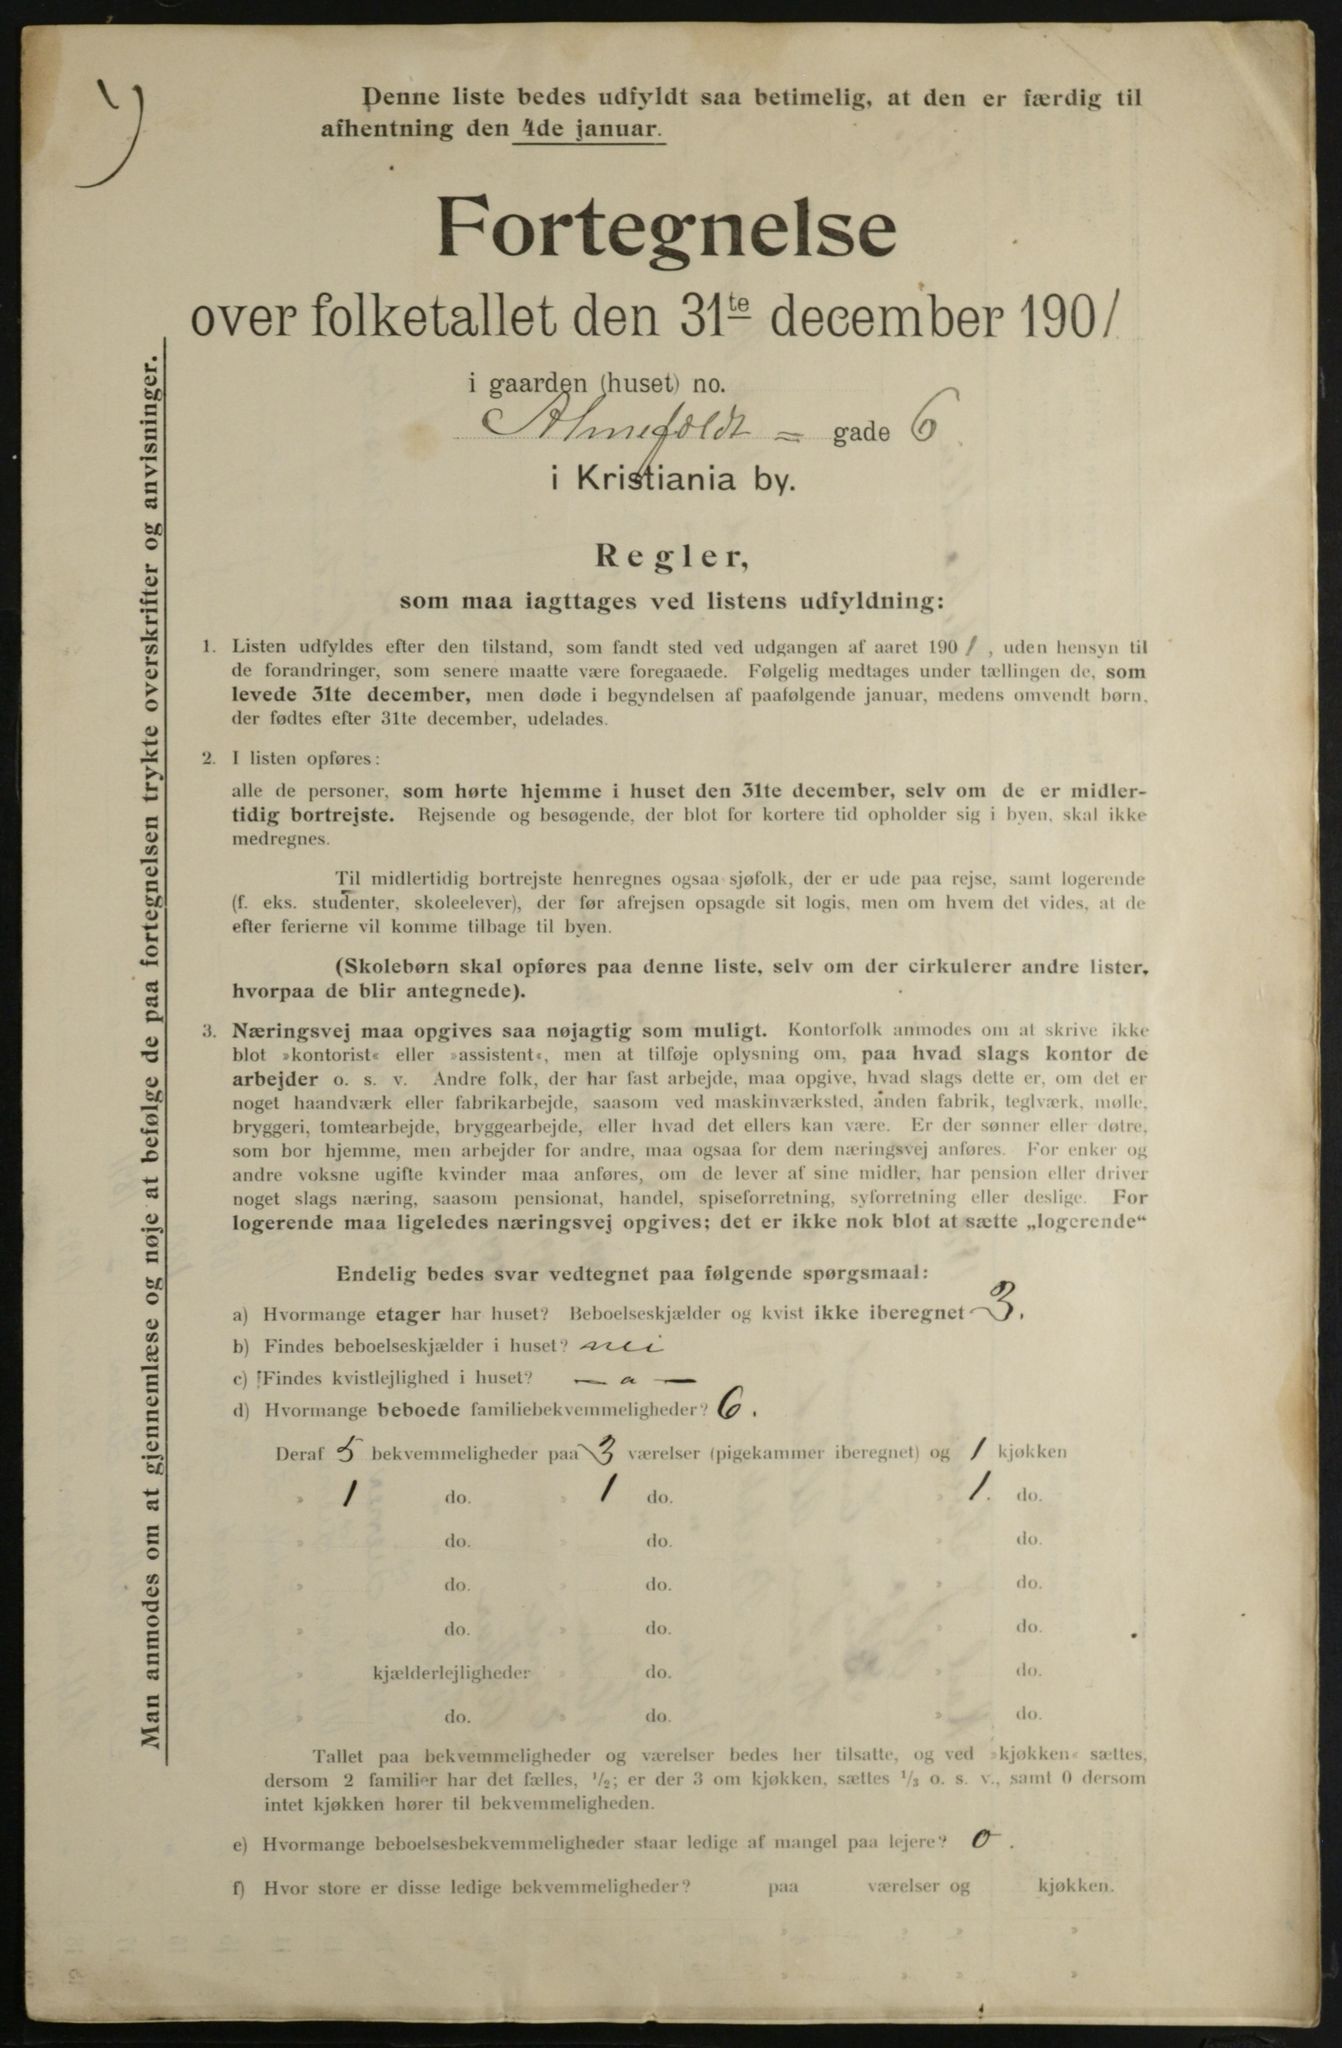 Denne liste bedes udfyldt saa betimelig, at den er færdig til
afhentning den 4de januar.
Fortegnelse
over folketallet den 31te december 1901
i gaarden (huset) no.
gade 6
i Kristiania by.
Regler,
som maa iagttages ved listens udfyldning:
1. Listen udfyldes efter den tilstand, som fandt sted ved udgangen af aaret 1901, uden hensyn til
de forandringer, som senere maatte være foregaaede. Følgelig medtages under tællingen de, som
levede 31te december, men døde i begyndelsen af paafølgende januar, medens omvendt børn,
der fødtes efter 31te december, udelades.
2. I listen opføres:
alle de personer, som hørte hjemme i huset den 31te december, selv om de er midler-
tidig bortrejste. Rejsende og besøgende, der blot for kortere tid opholder sig i byen, skal ikke
medregnes.
Til midlertidig bortrejste henregnes ogsaa sjøfolk, der er ude paa rejse, samt logerende
(f. eks. studenter, skoleelever), der før afrejsen opsagde sit logis, men om hvem det vides, at de
efter ferierne vil komme tilbage til byen.
(Skolebørn skal opføres paa denne liste, selv om der cirkulerer andre lister,
hvorpaa de blir antegnede).
3. Næringsvej maa opgives saa nøjagtig som muligt. Kontorfolk anmodes om at skrive ikke
blot »kontorist« eller »assistent«, men at tilføje oplysning om, paa hvad slags kontor de
arbejder o. s. v. Andre folk, der har fast arbejde, maa opgive, hvad slags dette er, om det er
noget haandværk eller fabrikarbejde, saasom ved maskinværksted, anden fabrik, teglværk, mølle,
bryggeri, tomtearbejde, bryggearbejde, eller hvad det ellers kan være. Er der sønner eller døtre,
som bor hjemme, men arbejder for andre, maa ogsaa for dem næringsvej anføres. For enker og
andre voksne ugifte kvinder maa anføres, om de lever af sine midler, har pension eller driver
noget slags næring, saasom pensionat, handel, spiseforretning, syforretning eller deslige. For
logerende maa ligeledes næringsvej opgives; det er ikke nok blot at sætte „logerende“
Endelig bedes svar vedtegnet paa følgende spørgsmaal:
a) Hvormange etager har huset? Beboelseskjælder og kvist ikke iberegnet 3.
b) Findes beboelseskjælder i huset? nei
c) Findes kvistlejlighed i huset? — a —
d) Hvormange beboede familiebekvemmeligheder? 6.
Deraf 5 bekvemmeligheder paa 3 værelser (pigekammer iberegnet) og 1 kjøkken
» 1 do. » 1 do. » 1. do.
» do. » do. » do.
» do. » do. » do.
» do. » do. » do.
» kjælderlejligheder do. » do.
» do. » do. » do.
Tallet paa bekvemmeligheder og værelser bedes her tilsatte, og ved »kjøkken« sættes,
dersom 2 familier har det fælles, 1/2; er der 3 om kjøkken, sættes 1/3 o. s. v., samt 0 dersom
intet kjøkken hører til bekvemmeligheden.
e) Hvormange beboelsesbekvemmeligheder staar ledige af mangel paa lejere? 0.
f) Hvor store er disse ledige bekvemmeligheder? paa værelser og kjøkken.
» » » »
» » » »
Man anmodes om at gjennemlæse og nøje at befølge de paa fortegnelsen trykte overskrifter og anvisninger.